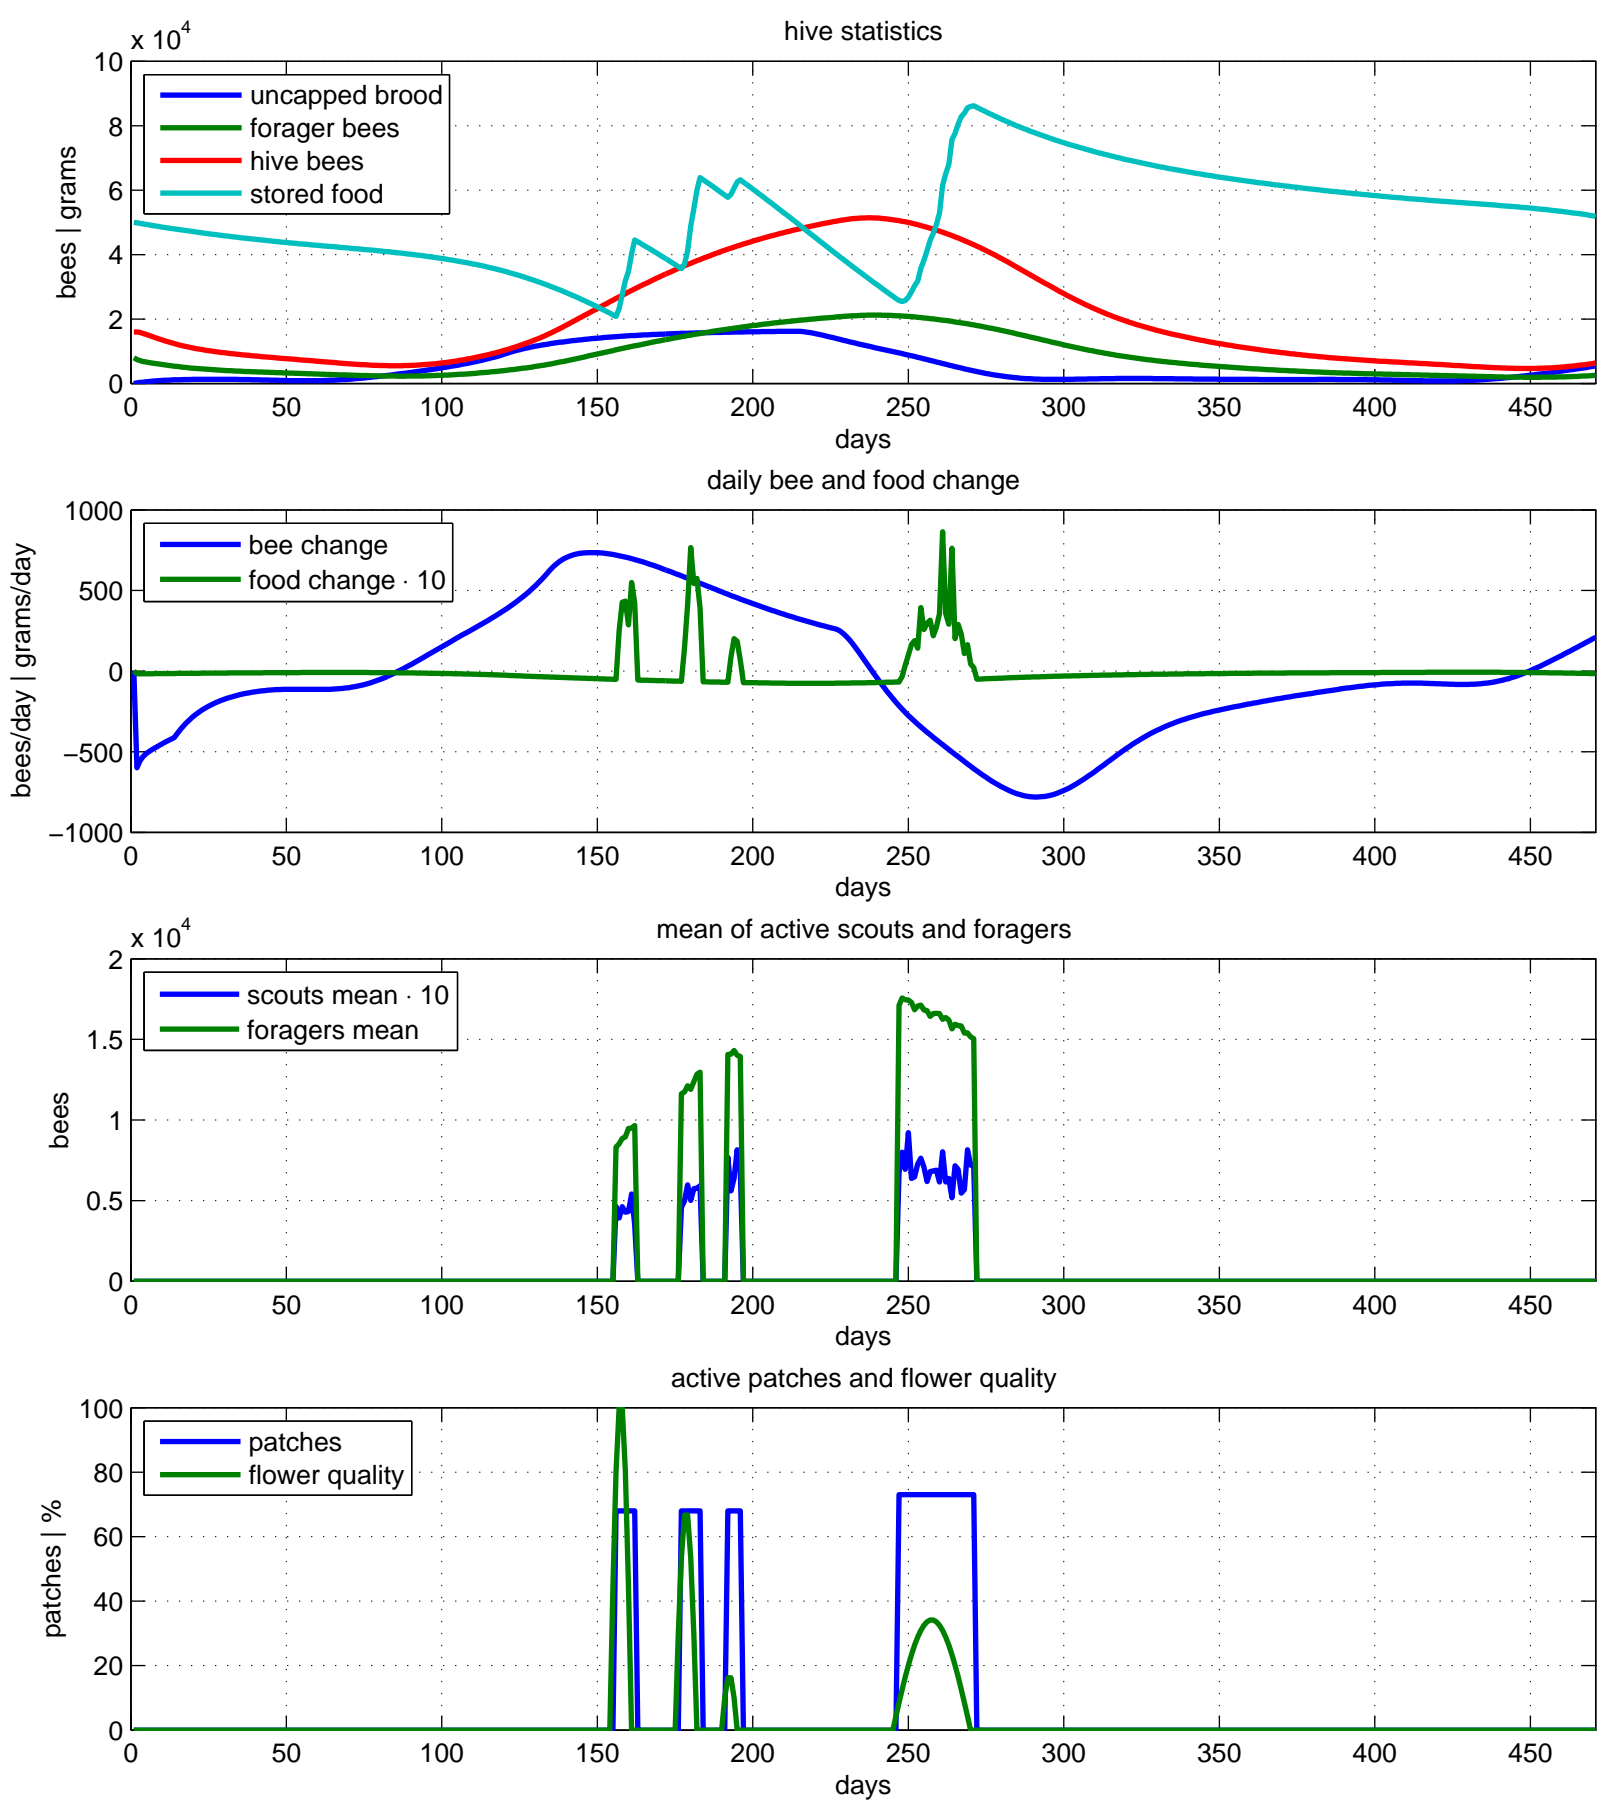 hive statistics
x 10^4
10
8
6
4
2
0
bees | grams
uncapped brood
forager bees
hive bees
stored food
0 50 100 150 200 250 300 350 400 450
days
daily bee and food change
1000
500
0
−500
−1000
bees/day | grams/day
bee change
food change · 10
0 50 100 150 200 250 300 350 400 450
days
mean of active scouts and foragers
x 10^4
2
1.5
1
0.5
0
bees
scouts mean · 10
foragers mean
0 50 100 150 200 250 300 350 400 450
days
active patches and flower quality
100
80
60
40
20
0
patches | %
patches
flower quality
0 50 100 150 200 250 300 350 400 450
days